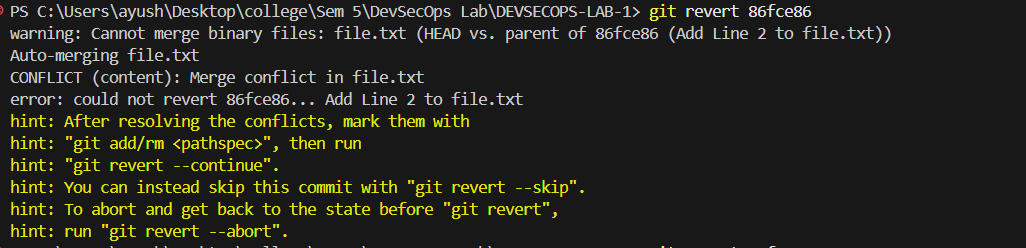 PS C:\Users\ayush\Desktop\college\Sem 5\DevSecOps Lab\DEVSECOPS-LAB-1> git revert 86fce86
warning: Cannot merge binary files: file.txt (HEAD vs. parent of 86fce86 (Add Line 2 to file.txt))
Auto-merging file.txt
CONFLICT (content): Merge conflict in file.txt
error: could not revert 86fce86... Add Line 2 to file.txt
hint: After resolving the conflicts, mark them with
hint: "git add/rm <pathspec>", then run
hint: "git revert --continue".
hint: You can instead skip this commit with "git revert --skip".
hint: To abort and get back to the state before "git revert",
hint: run "git revert --abort".